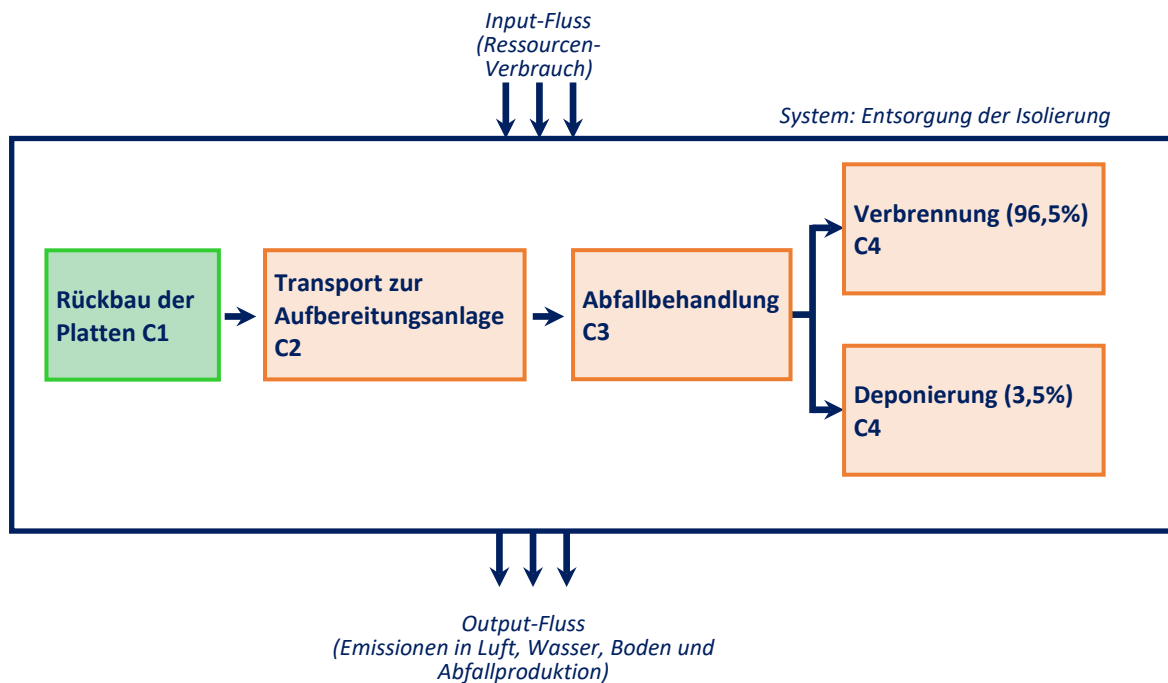 Input-Fluss
(Ressourcen-
Verbrauch)
System: Entsorgung der Isolierung
Rückbau der
Platten C1
Transport zur
Aufbereitungsanlage
C2
Abfallbehandlung
C3
Verbrennung (96,5%)
C4
Deponierung (3,5%)
C4
Output-Fluss
(Emissionen in Luft, Wasser, Boden und
Abfallproduktion)